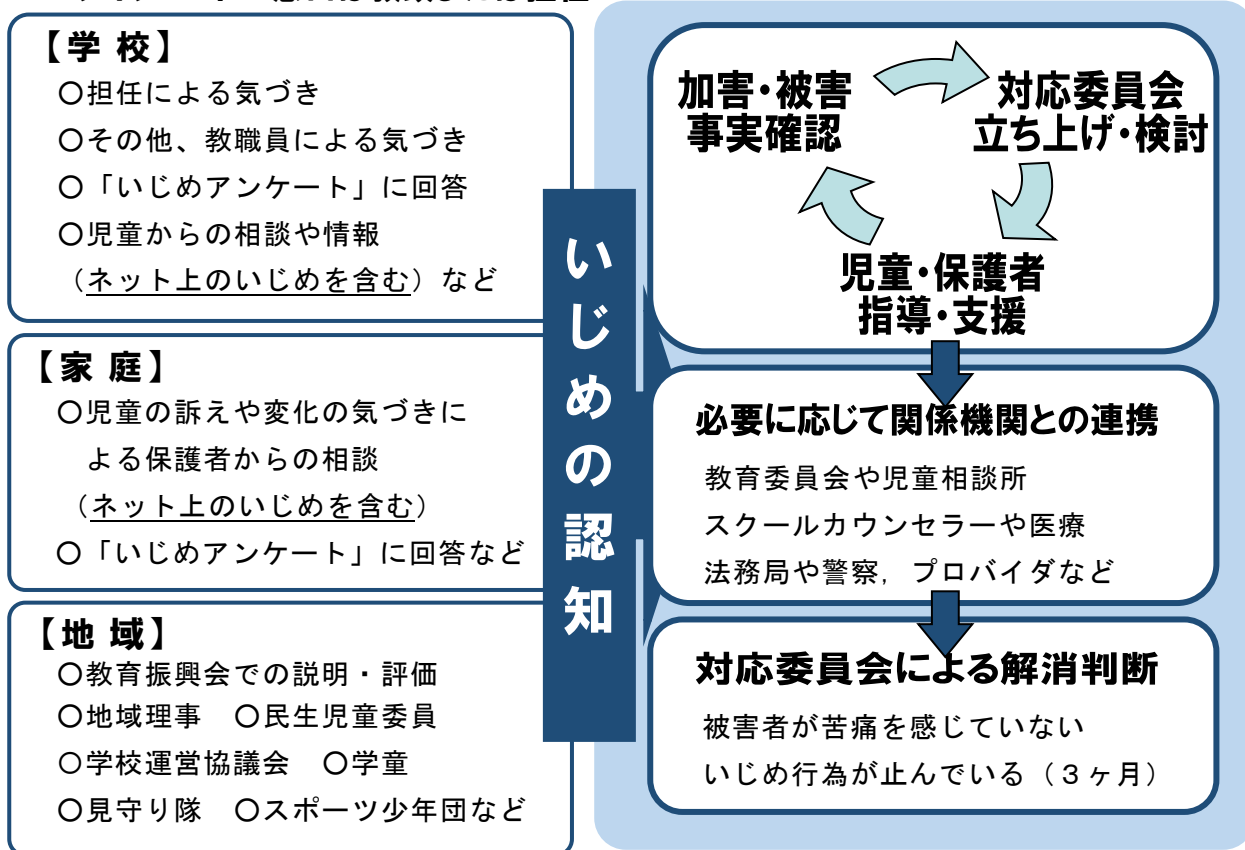 【学 校】
〇担任による気づき
〇その他、教職員による気づき
〇「いじめアンケート」に回答
〇児童からの相談や情報
（ネット上のいじめを含む）など
【家 庭】
〇児童の訴えや変化の気づきに
よる保護者からの相談
（ネット上のいじめを含む）
〇「いじめアンケート」に回答など
【地 域】
〇教育振興会での説明・評価
〇地域理事　〇民生児童委員
〇学校運営協議会　〇学童
〇見守り隊　〇スポーツ少年団など
いじめの認知
加害・被害
事実確認
対応委員会
立ち上げ・検討
児童・保護者
指導・支援
必要に応じて関係機関との連携
教育委員会や児童相談所
スクールカウンセラーや医療
法務局や警察，プロバイダなど
対応委員会による解消判断
被害者が苦痛を感じていない
いじめ行為が止んでいる（３ヶ月）